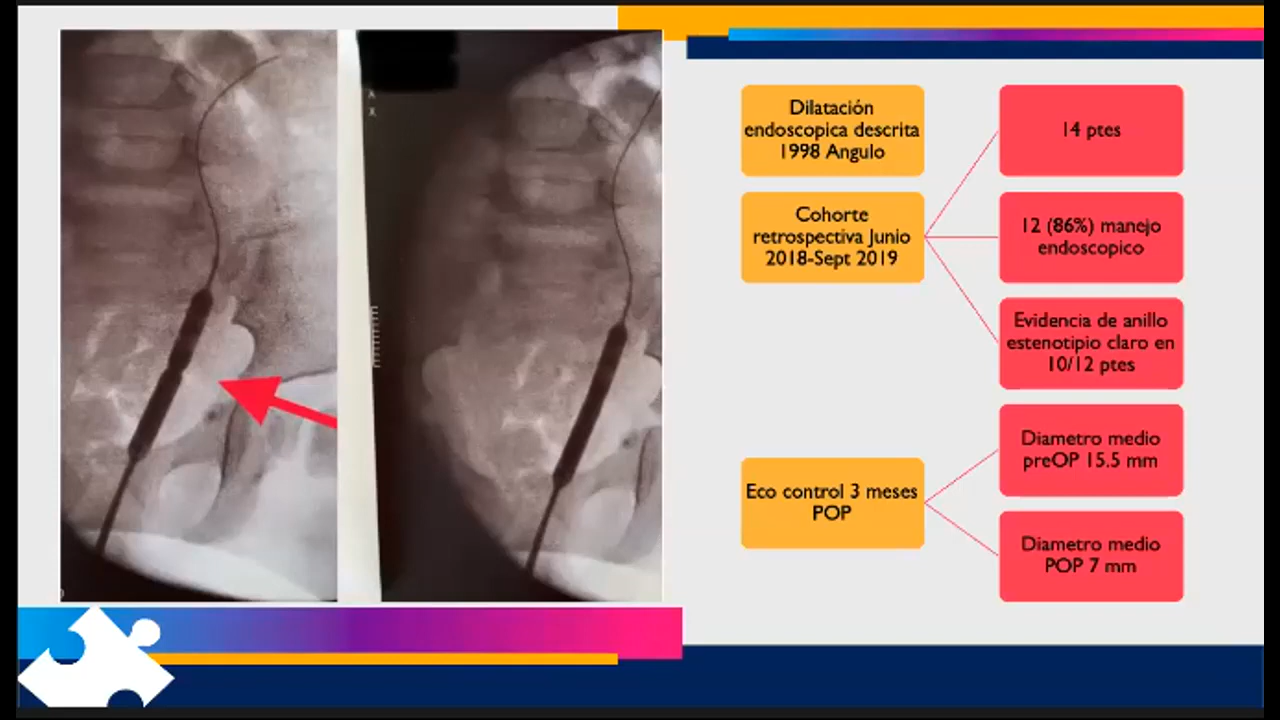 Dilatación
endoscopica descrita
1998 Angulo
14 ptes
Cohorte
retrospectiva Junio
2018-Sept 2019
12 (86%) manejo
endoscopico
Evidencia de anillo
estenotipio claro en
10/12 ptes
Diametro medio
preOP 15.5 mm
Eco control 3 meses
POP
Diametro medio
POP 7 mm